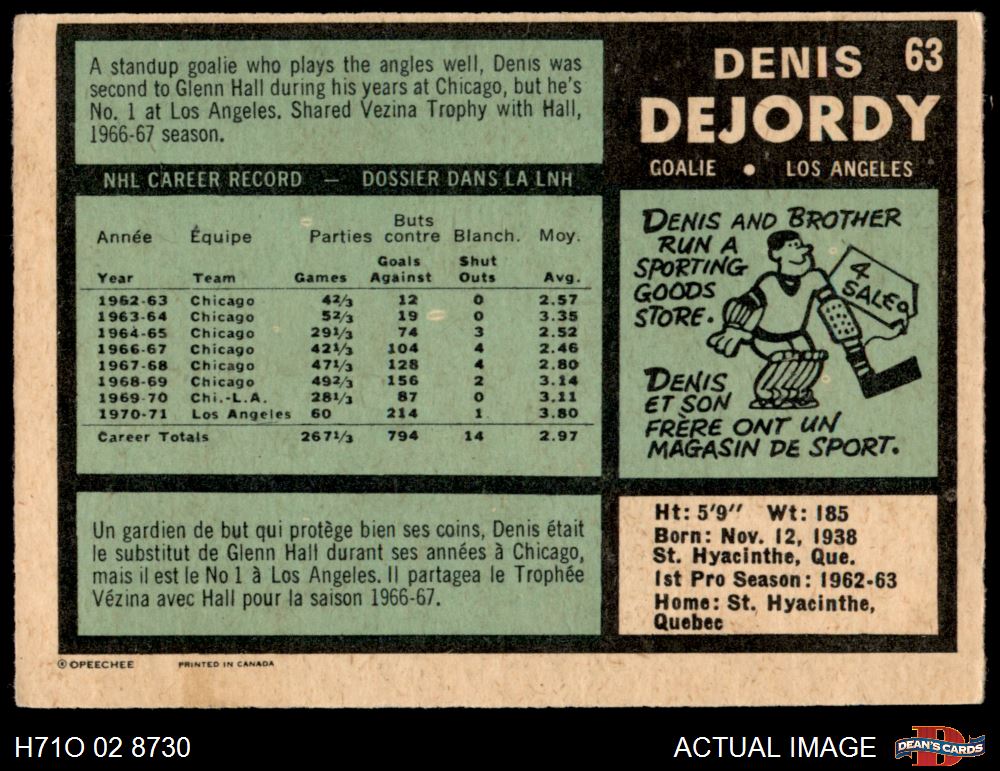 A standup goalie who plays the angles well, Denis was
second to Glenn Hall during his years at Chicago, but he's
No. 1 at Los Angeles. Shared Vezina Trophy with Hall,
1966-67 season.
DENIS 63
DEJORDY
GOALIE • LOS ANGELES
NHL CAREER RECORD — DOSSIER DANS LA LNH
Année Équipe Parties Buts contre Blanch. Moy.
Year Team Games Goals Against Shut Outs Avg.
1962-63 Chicago 42/3 12 0 2.57
1963-64 Chicago 52/3 19 0 3.35
1964-65 Chicago 291/3 74 3 2.52
1966-67 Chicago 421/3 104 4 2.46
1967-68 Chicago 471/3 128 4 2.80
1968-69 Chicago 492/3 156 2 3.14
1969-70 Chi.-L.A. 281/3 87 0 3.11
1970-71 Los Angeles 60 214 1 3.80
Career Totals 2671/3 794 14 2.97
DENIS AND BROTHER
RUN A
SPORTING
GOODS
STORE.
4
SALE
DENIS
ET SON
FRÈRE ONT UN
MAGASIN DE SPORT.
Un gardien de but qui protège bien ses coins, Denis était
le substitut de Glenn Hall durant ses années à Chicago,
mais il est le No 1 à Los Angeles. Il partagea le Trophée
Vézina avec Hall pour la saison 1966-67.
Ht: 5'9" Wt: 185
Born: Nov. 12, 1938
St. Hyacinthe, Que.
1st Pro Season: 1962-63
Home: St. Hyacinthe,
Quebec
© OPEECHEE PRINTED IN CANADA
H71O 02 8730
ACTUAL IMAGE
D
DEAN'S CARDS